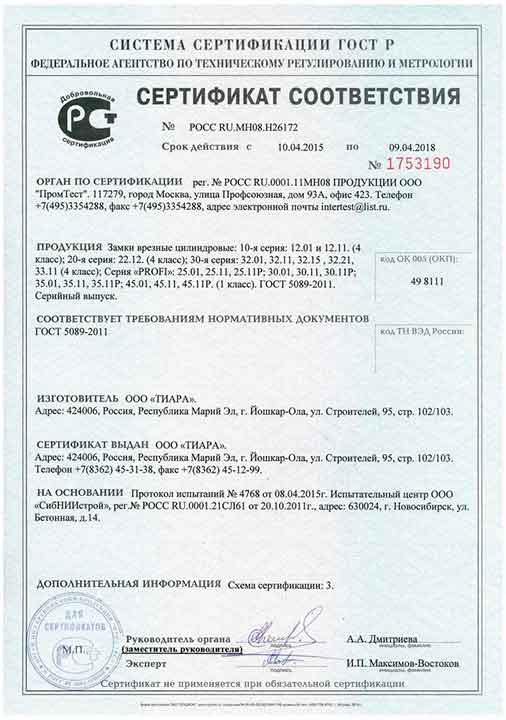 СИСТЕМА СЕРТИФИКАЦИИ ГОСТ Р
ФЕДЕРАЛЬНОЕ АГЕНТСТВО ПО ТЕХНИЧЕСКОМУ РЕГУЛИРОВАНИЮ И МЕТРОЛОГИИ
Добровольная
РСТ
сертификация
СЕРТИФИКАТ СООТВЕТСТВИЯ
№ РОСС RU.МН08.Н26172
Срок действия с 10.04.2015 по 09.04.2018
№ 1753190
ОРГАН ПО СЕРТИФИКАЦИИ рег. № РОСС RU.0001.11МН08 ПРОДУКЦИИ ООО
"ПромТест". 117279, город Москва, улица Профсоюзная, дом 93А, офис 423. Телефон
+7(495)3354288, факс +7(495)3354288, адрес электронной почты intertest@list.ru.
ПРОДУКЦИЯ Замки врезные цилиндровые: 10-я серия: 12.01 и 12.11. (4
класс); 20-я серия: 22.12. (4 класс); 30-я серия: 32.01, 32.11, 32.15 , 32.21,
33.11 (4 класс); Серия «PROFI»: 25.01, 25.11, 25.11Р; 30.01, 30.11, 30.11Р;
35.01, 35.11, 35.11Р; 45.01, 45.11, 45.11Р. (1 класс). ГОСТ 5089-2011.
Серийный выпуск.
код ОК 005 (ОКП):
49 8111
СООТВЕТСТВУЕТ ТРЕБОВАНИЯМ НОРМАТИВНЫХ ДОКУМЕНТОВ
ГОСТ 5089-2011
код ТН ВЭД России:
ИЗГОТОВИТЕЛЬ ООО «ТИАРА».
Адрес: 424006, Россия, Республика Марий Эл, г. Йошкар-Ола, ул. Строителей, 95, стр. 102/103.
СЕРТИФИКАТ ВЫДАН ООО «ТИАРА».
Адрес: 424006, Россия, Республика Марий Эл, г. Йошкар-Ола, ул. Строителей, 95, стр. 102/103.
Телефон +7(8362) 45-31-38, факс +7(8362) 45-12-99.
НА ОСНОВАНИИ Протокол испытаний № 4768 от 08.04.2015г. Испытательный центр ООО
«СибНИИстрой», рег.№ РОСС RU.0001.21СЛ61 от 20.10.2011г., адрес: 630024, г. Новосибирск, ул.
Бетонная, д.14.
ДОПОЛНИТЕЛЬНАЯ ИНФОРМАЦИЯ Схема сертификации: 3.
ДЛЯ
СЕРТИФИКАТОВ
М.П.
Руководитель органа
(заместитель руководителя)
подпись
А.А. Дмитриева
инициалы, фамилия
Эксперт
подпись
И.П. Максимов-Востоков
инициалы, фамилия
Сертификат не применяется при обязательной сертификации